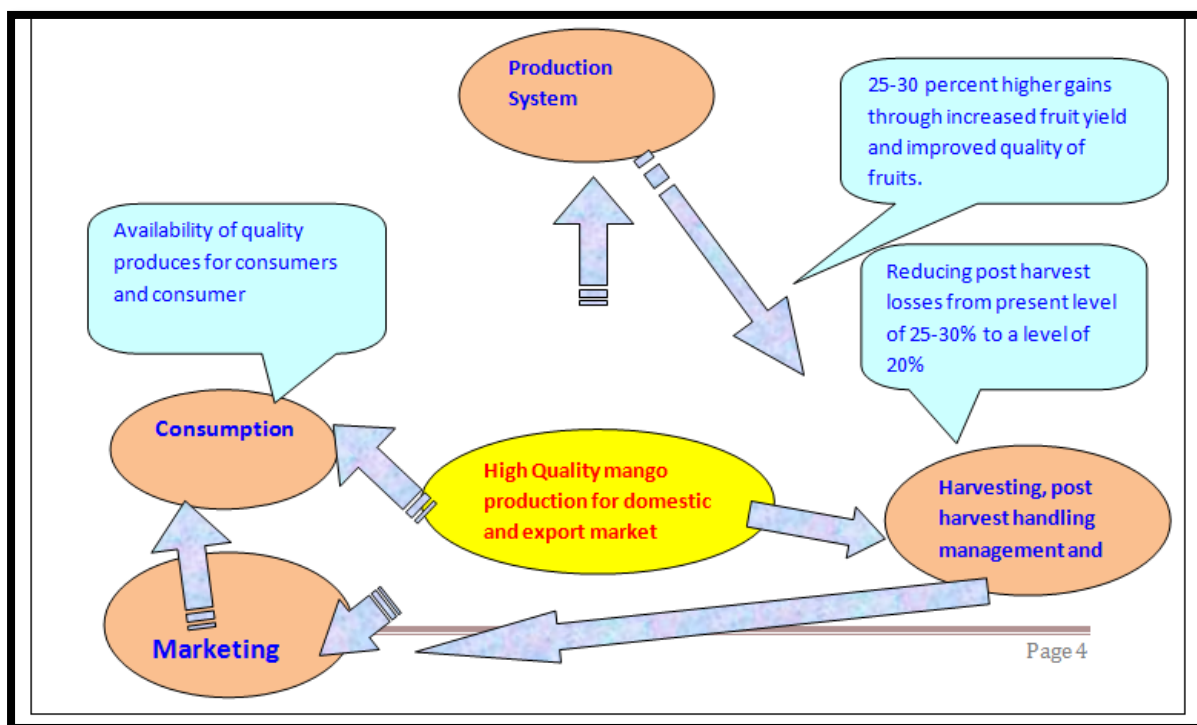 Production
System
25-30 percent higher gains
through increased fruit yield
and improved quality of
fruits.
Availability of quality
produces for consumers
and consumer
Reducing post harvest
losses from present level
of 25-30% to a level of
20%
Consumption
High Quality mango
production for domestic
and export market
Harvesting, post
harvest handling
management and
Marketing
Page 4